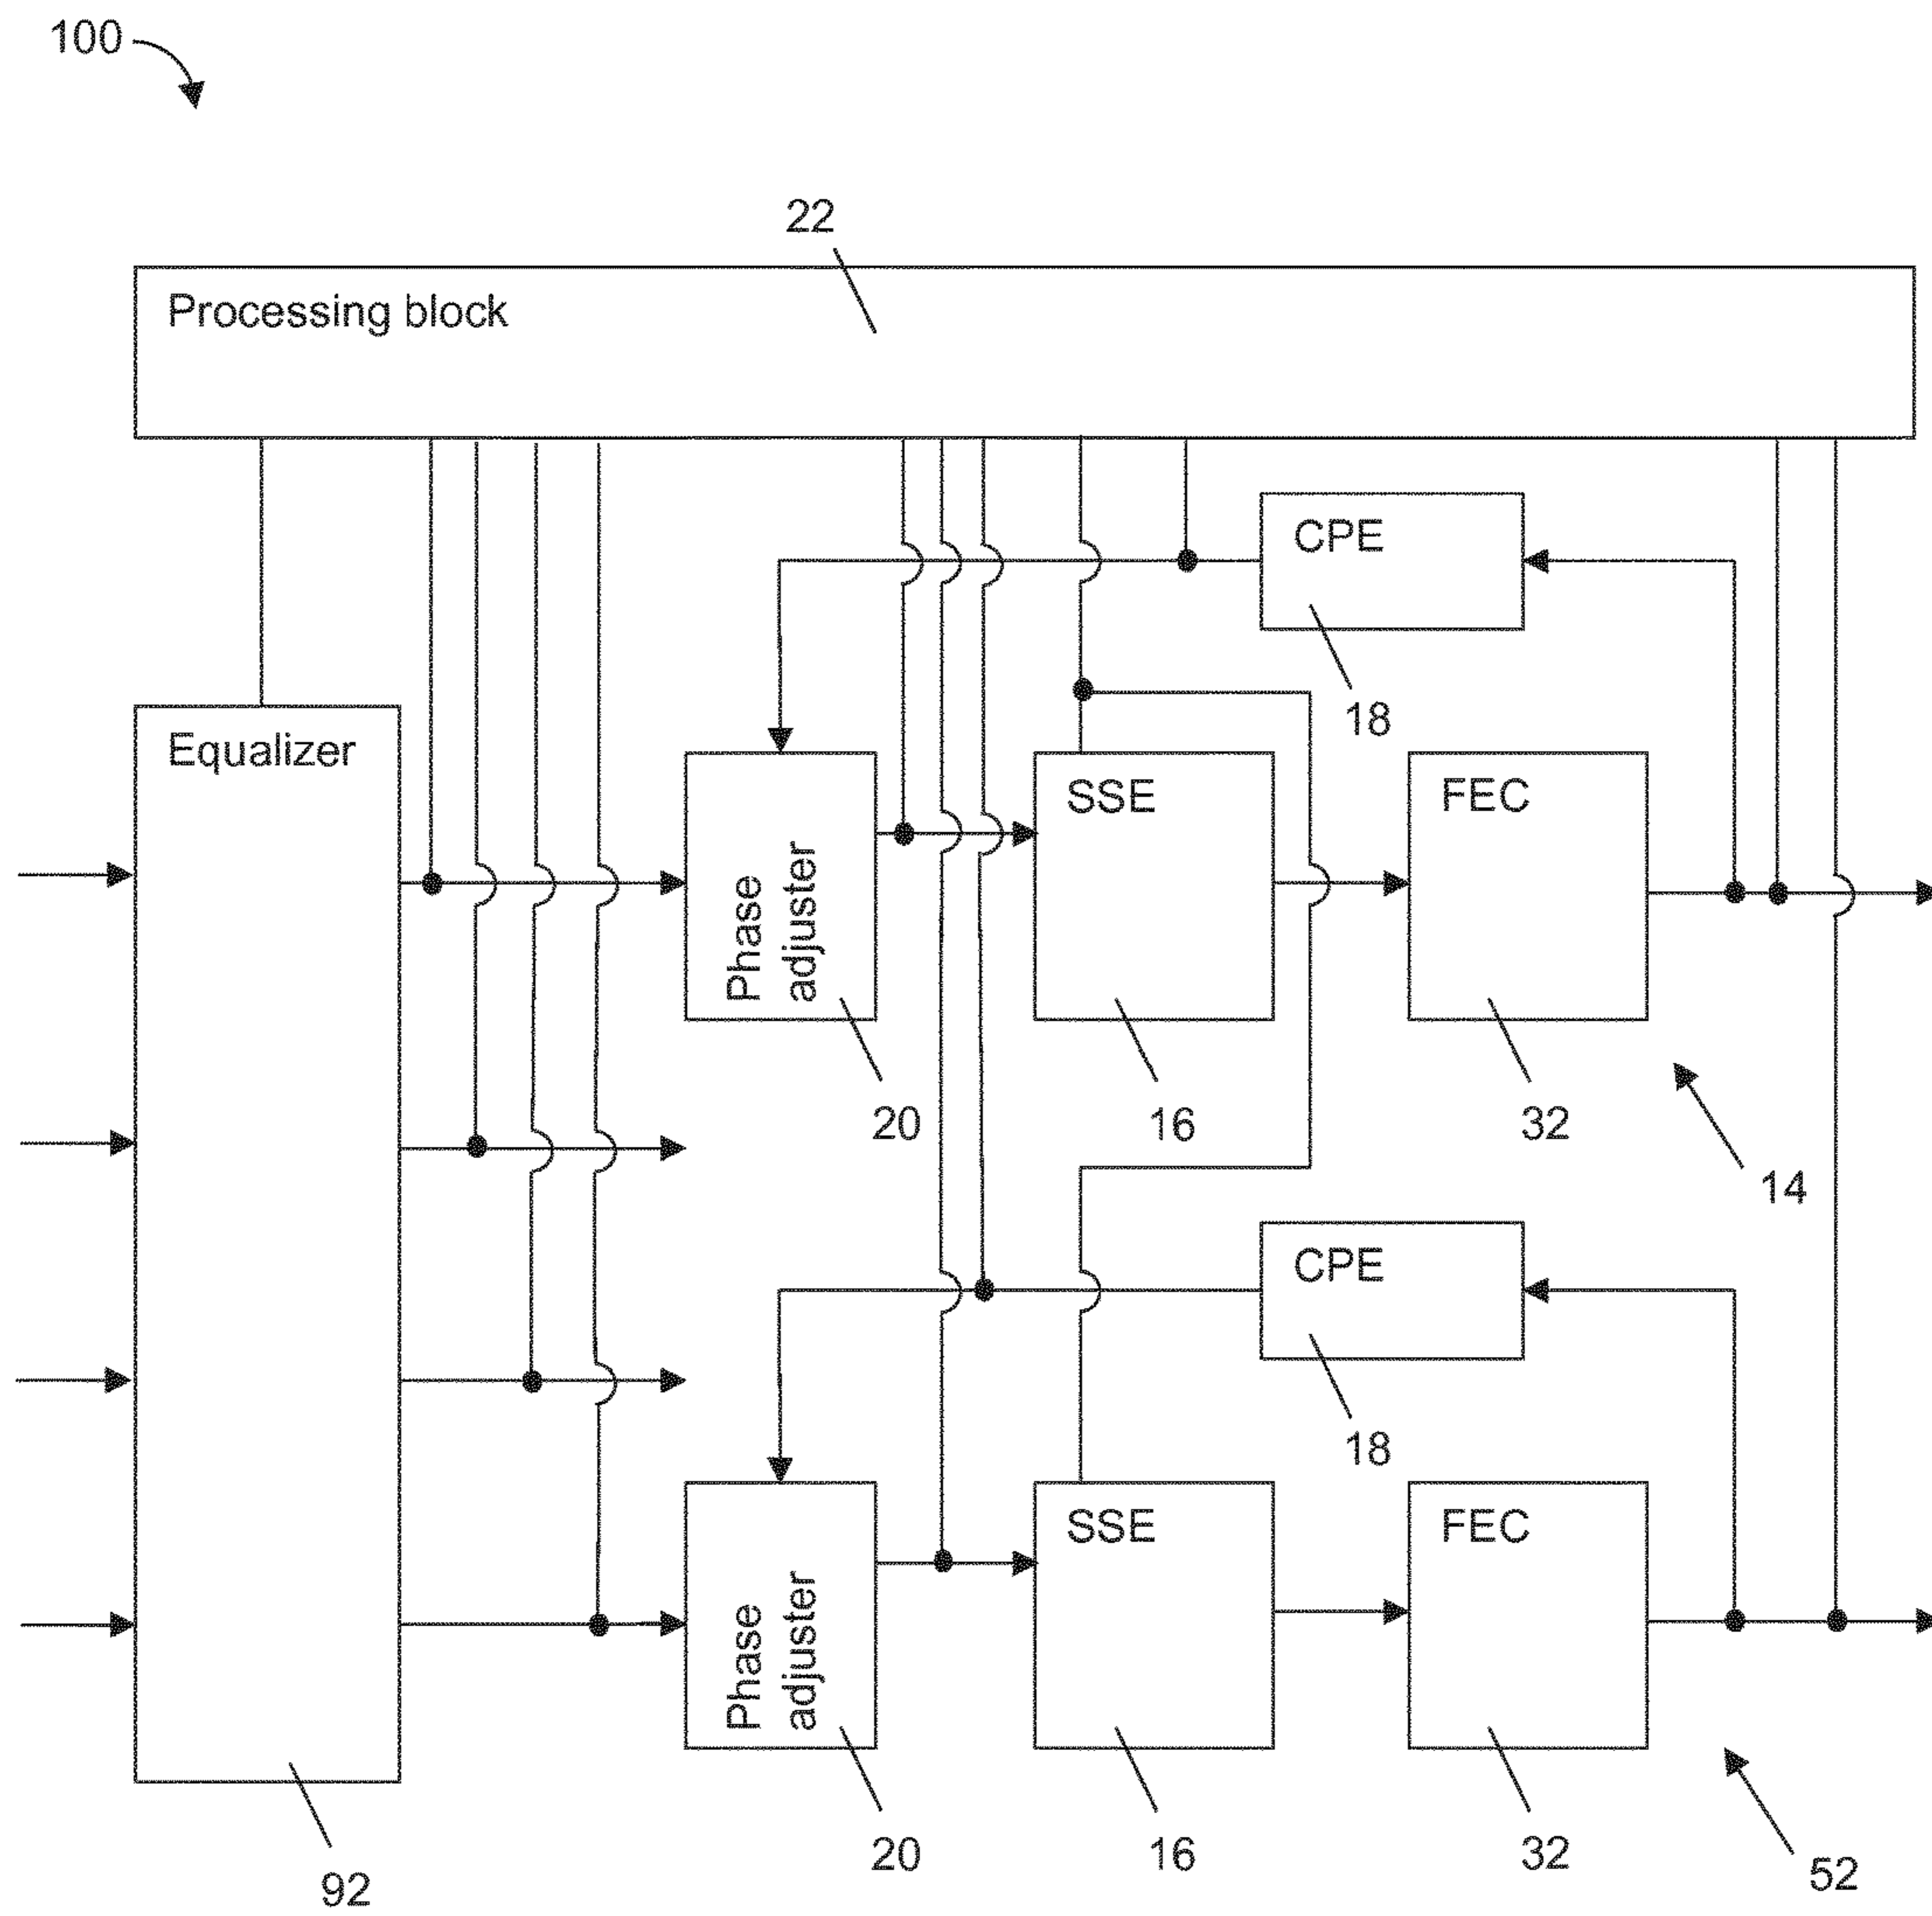 100
22
Processing block
CPE
18
Equalizer
Phase
adjuster
SSE
FEC
20
16
32
14
CPE
18
Phase
adjuster
SSE
FEC
20
16
32
52
92